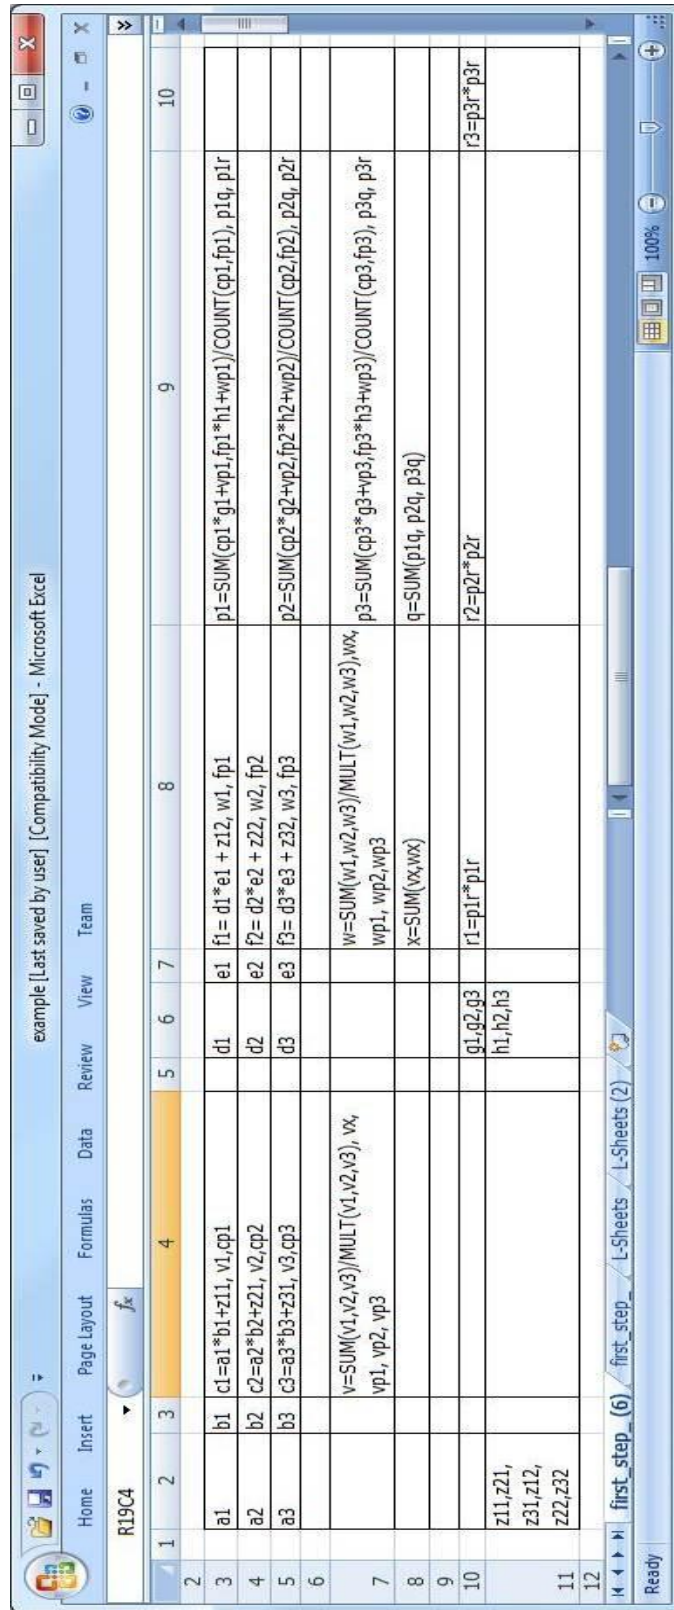 example [Last saved by user] [Compatibility Mode] - Microsoft Excel
Home Insert Page Layout Formulas Data Review View Team
R19C4 fx
1 2 3 4 5 6 7 8 9 10
2
3 a1 b1 c1=a1*b1+z11, v1,cp1 d1 e1 f1= d1*e1 + z12, w1, fp1 p1=SUM(cp1*g1+vp1,fp1*h1+wp1)/COUNT(cp1,fp1), p1q, p1r
4 a2 b2 c2=a2*b2+z21, v2,cp2 d2 e2 f2= d2*e2 + z22, w2, fp2
5 a3 b3 c3=a3*b3+z31, v3,cp3 d3 e3 f3= d3*e3 + z32, w3, fp3 p2=SUM(cp2*g2+vp2,fp2*h2+wp2)/COUNT(cp2,fp2), p2q, p2r
6
v=SUM(v1,v2,v3)/MULT(v1,v2,v3), vx, w=SUM(w1,w2,w3)/MULT(w1,w2,w3),wx,
7 vp1, vp2, vp3 wp1, wp2,wp3 p3=SUM(cp3*g3+vp3,fp3*h3+wp3)/COUNT(cp3,fp3), p3q, p3r
8 x=SUM(vx,wx) q=SUM(p1q, p2q, p3q)
9
10 g1,g2,g3 r1=p1r*p1r r2=p2r*p2r r3=p3r*p3r
z11,z21, h1,h2,h3
z31,z12,
11 z22,z32
12
first_step_ (6) first_step_ L-Sheets L-Sheets (2)
Ready 100%